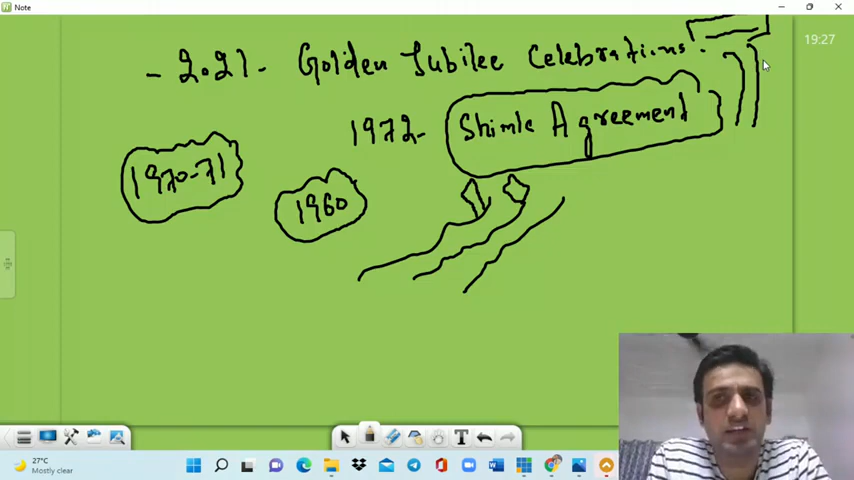 Note
19:27
- 2021- Golden Jubilee Celebrations.
1972- Shimla Agreement
1970-71
1960
T
27°C
Mostly clear